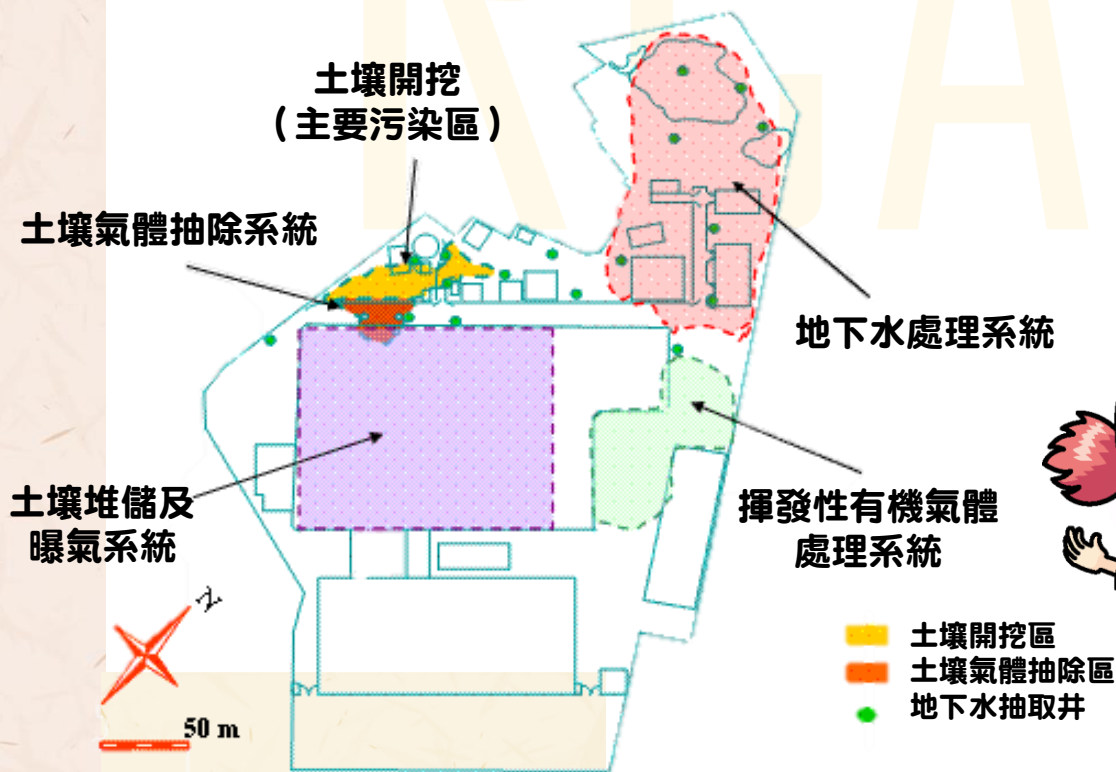 RCA
土壤開挖
（主要污染區）
土壤氣體抽除系統
地下水處理系統
土壤堆儲及
曝氣系統
揮發性有機氣體
處理系統
N
50 m
土壤開挖區
土壤氣體抽除區
地下水抽取井